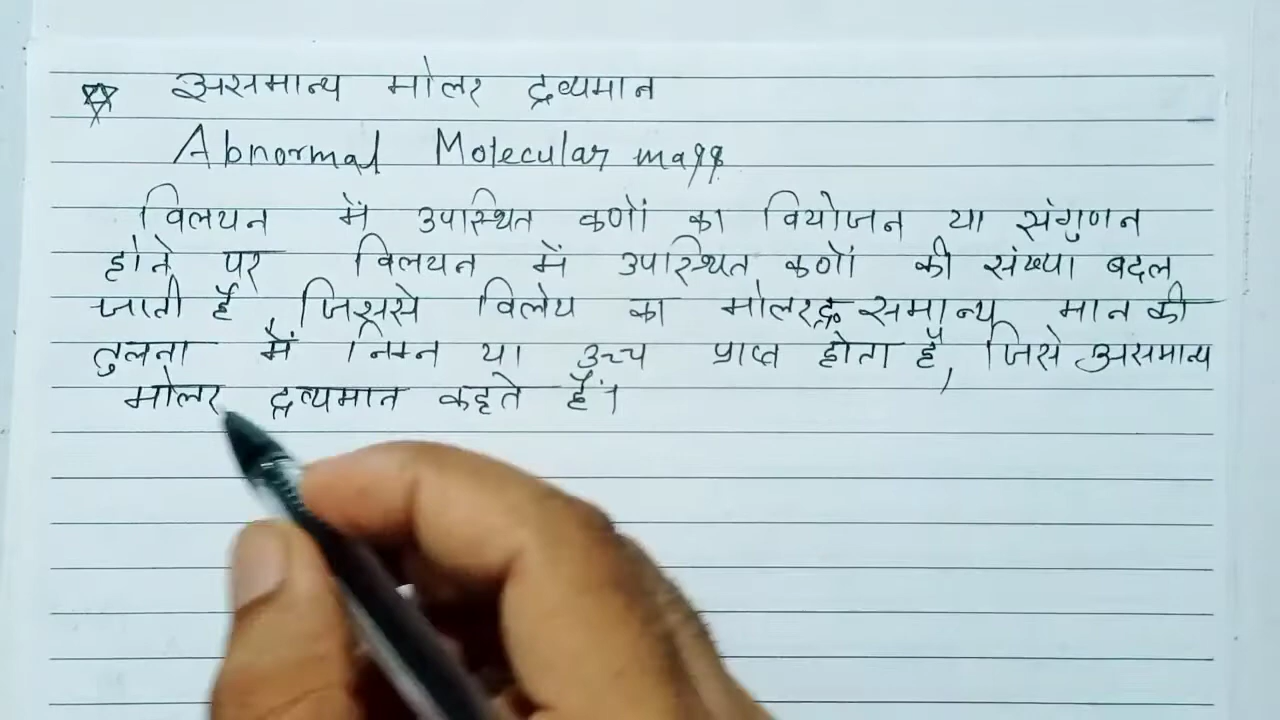 असमान्य मोलर द्रव्यमान
Abnormal Molecular mass
विलयन में उपस्थित कणों का वियोजन या संगुणन
होने पर विलयन में उपस्थित कणों की संख्या बदल
जाती है, जिससे विलेय का मोलरद्र समान्य मान की
तुलना में निम्न या उच्च प्राप्त होता है, जिसे असमान्य
मोलर द्रव्यमान कहते हैं।